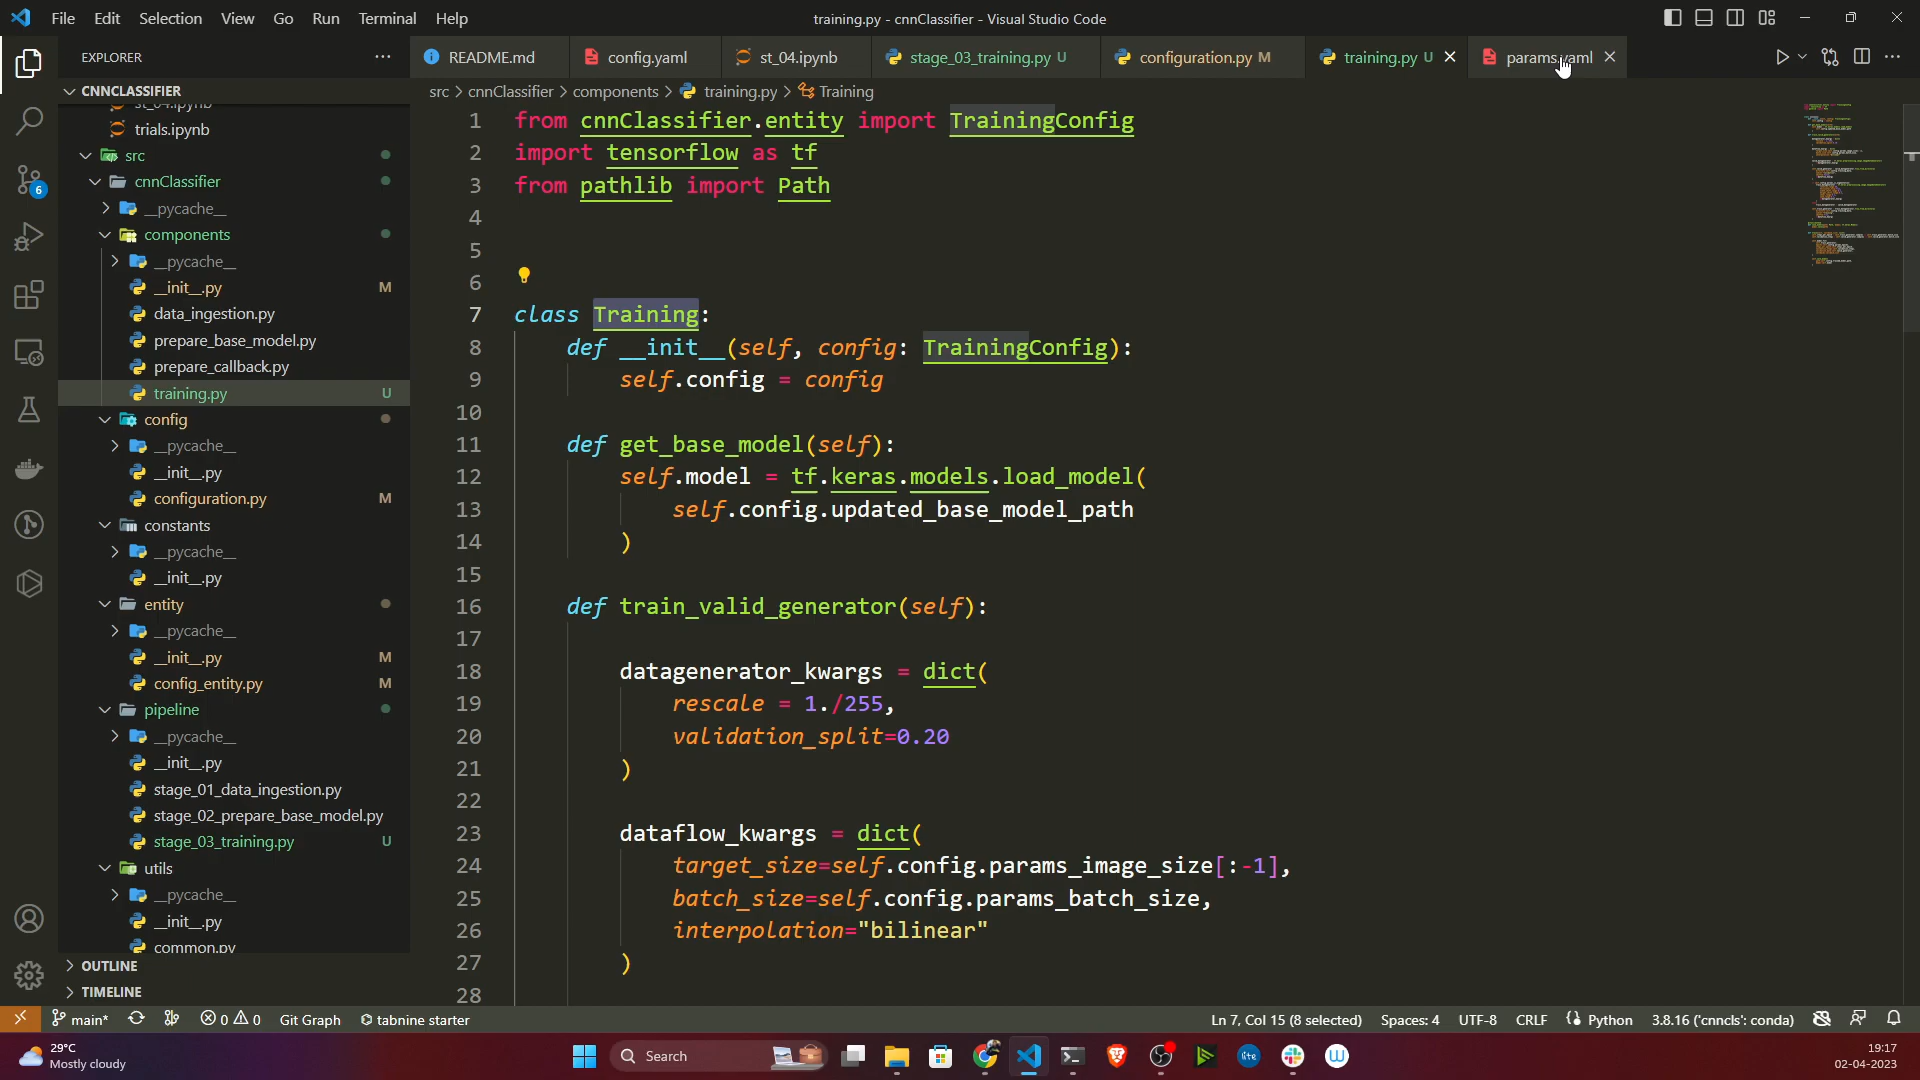 File Edit Selection View Go Run Terminal Help
training.py - cnnClassifier - Visual Studio Code
EXPLORER
README.md
config.yaml
st_04.ipynb
stage_03_training.py U
configuration.py M
training.py U
params.yaml
CNNCLASSIFIER
src > cnnClassifier > components > training.py > Training
st_04.ipynb
trials.ipynb
src
cnnClassifier
__pycache__
components
__pycache__
__init__.py M
data_ingestion.py
prepare_base_model.py
prepare_callback.py
training.py U
config
__pycache__
__init__.py
configuration.py M
constants
__pycache__
__init__.py
entity
__pycache__
__init__.py M
config_entity.py M
pipeline
__pycache__
__init__.py
stage_01_data_ingestion.py
stage_02_prepare_base_model.py
stage_03_training.py U
utils
__pycache__
__init__.py
common.py
OUTLINE
TIMELINE
6
1 from cnnClassifier.entity import TrainingConfig
2 import tensorflow as tf
3 from pathlib import Path
4
5
6
7 class Training:
8 def __init__(self, config: TrainingConfig):
9 self.config = config
10
11 def get_base_model(self):
12 self.model = tf.keras.models.load_model(
13 self.config.updated_base_model_path
14 )
15
16 def train_valid_generator(self):
17
18 datagenerator_kwargs = dict(
19 rescale = 1./255,
20 validation_split=0.20
21 )
22
23 dataflow_kwargs = dict(
24 target_size=self.config.params_image_size[:-1],
25 batch_size=self.config.params_batch_size,
26 interpolation="bilinear"
27 )
28
main* 0 0 Git Graph tabnine starter
Ln 7, Col 15 (8 selected) Spaces: 4 UTF-8 CRLF Python 3.8.16 ('cnncls': conda)
29°C
Mostly cloudy
Search
lite
19:17
02-04-2023